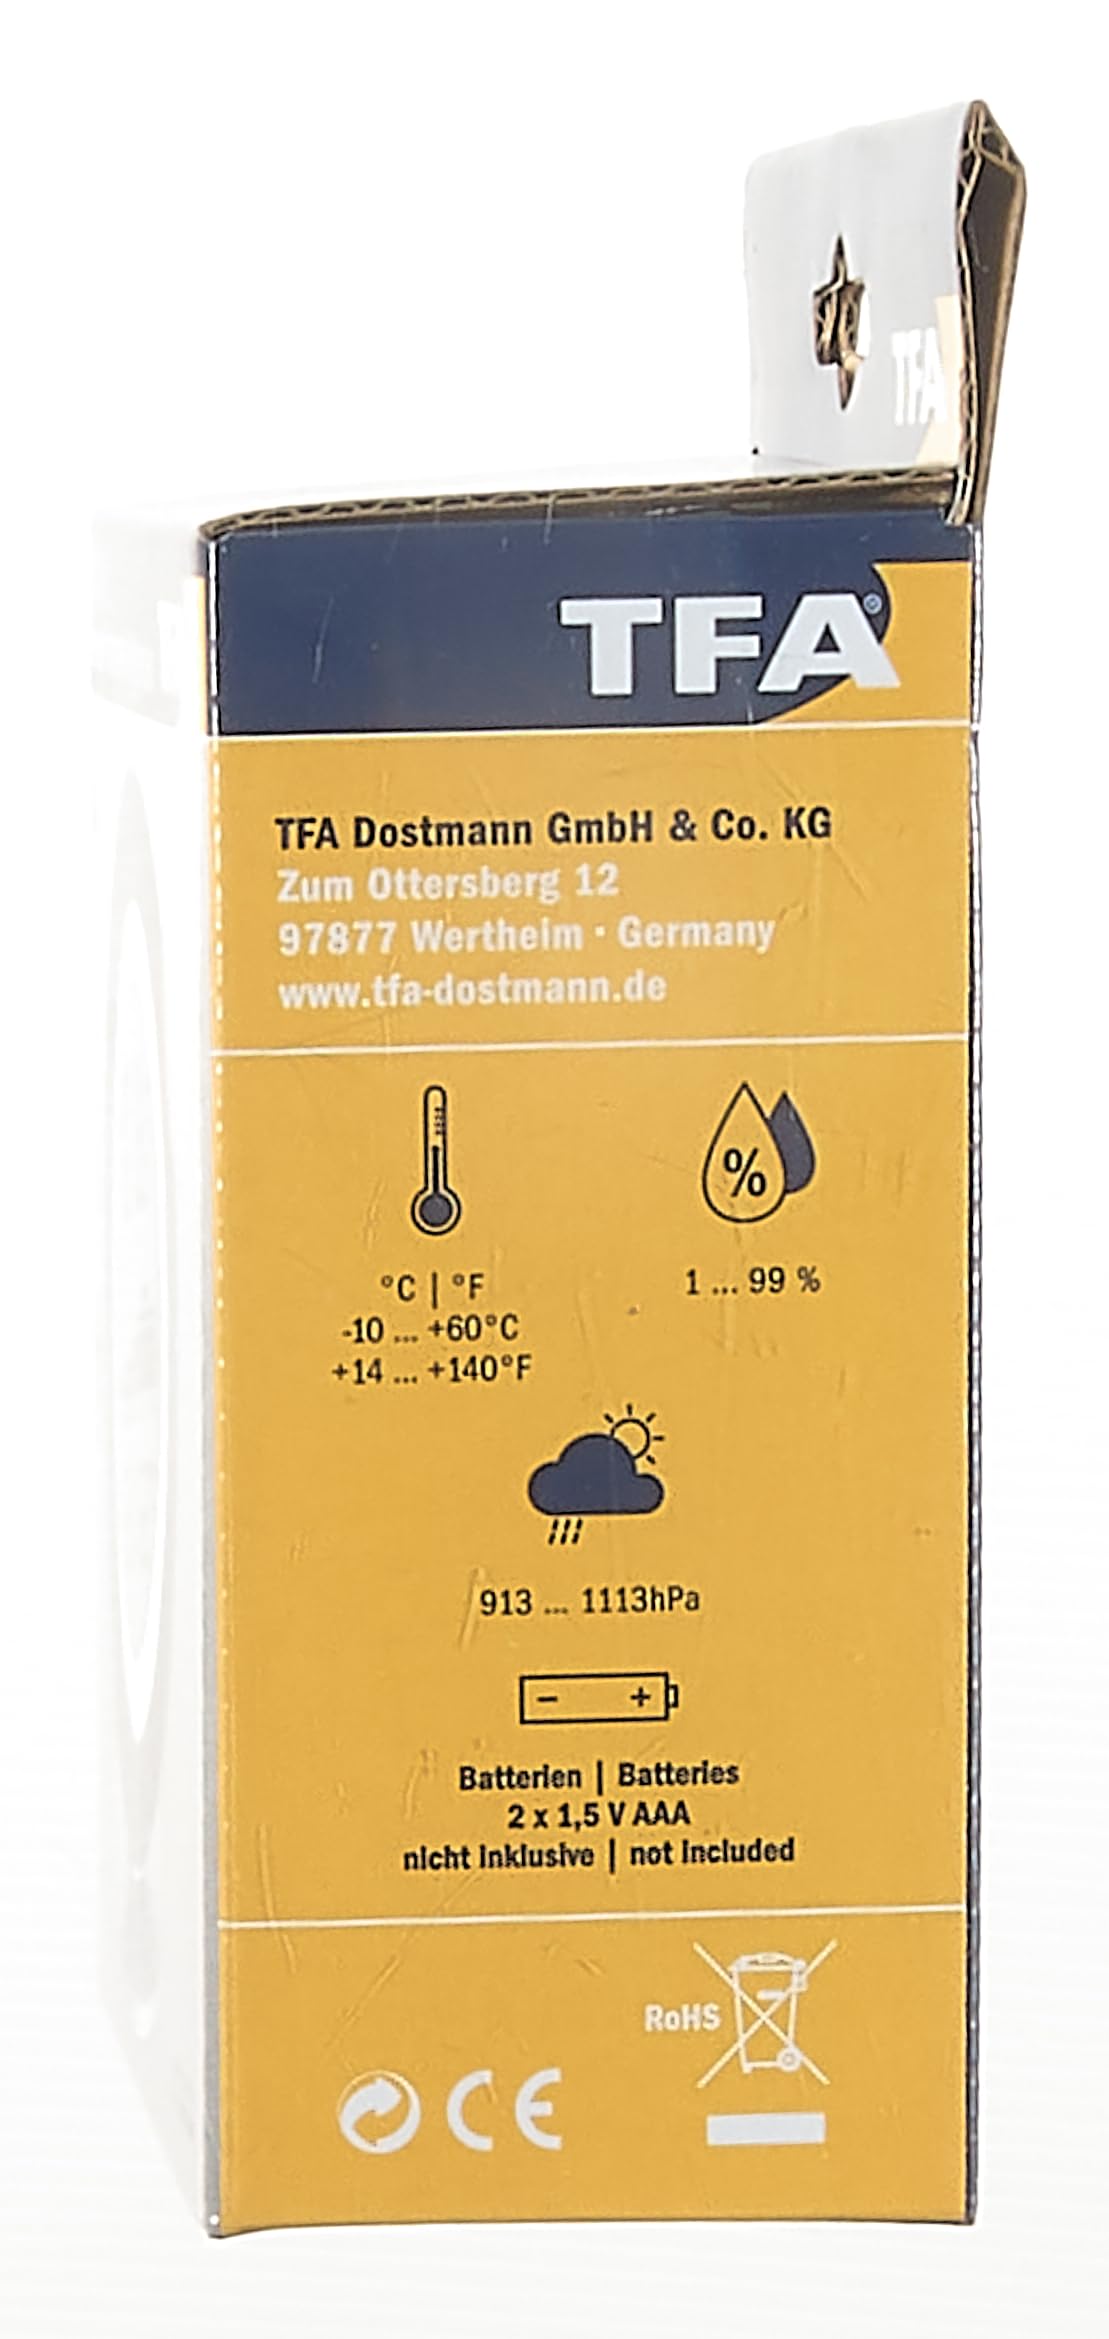 TFA
TFA®
TFA Dostmann GmbH & Co. KG
Zum Ottersberg 12
97877 Wertheim · Germany
www.tfa-dostmann.de
%
°C | °F
-10 ... +60°C
+14 ... +140°F
1 ... 99 %
913 ... 1113hPa
- +
Batterien | Batteries
2 x 1,5 V AAA
nicht inklusive | not included
RoHS
CE